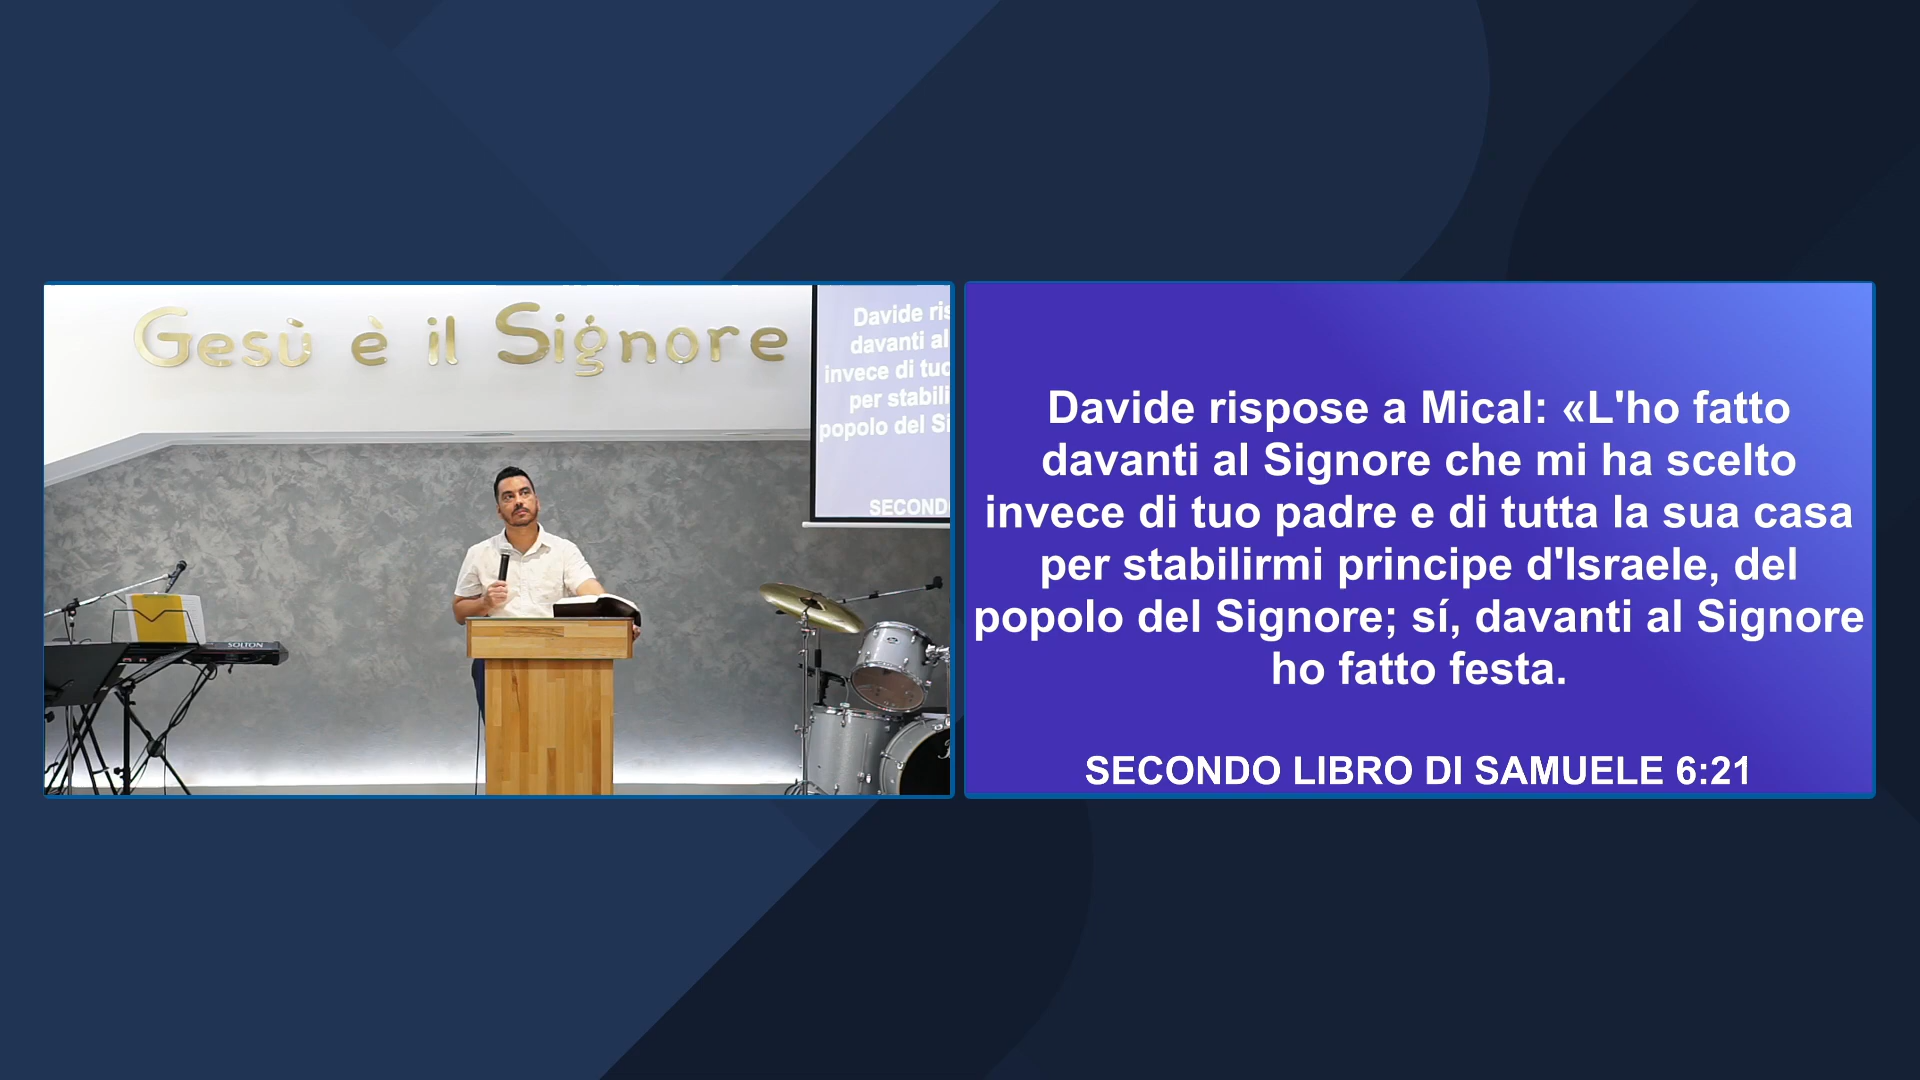 Gesù è il Signore
Davide ris
davanti al
invece di tuo
per stabili
popolo del Si
SECOND
SOLTON
Davide rispose a Mical: «L'ho fatto
davanti al Signore che mi ha scelto
invece di tuo padre e di tutta la sua casa
per stabilirmi principe d'Israele, del
popolo del Signore; sí, davanti al Signore
ho fatto festa.
SECONDO LIBRO DI SAMUELE 6:21